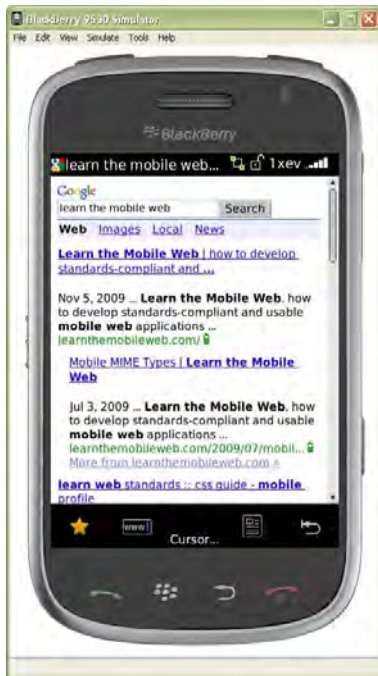 BlackBerry 9530 Simulator
File Edit View Simulate Tools Help
BlackBerry
learn the mobile web... 1xev
Google
learn the mobile web Search
Web Images Local News
Learn the Mobile Web | how to develop
standards-compliant and ...
Nov 5, 2009 ... Learn the Mobile Web. how
to develop standards-compliant and usable
mobile web applications ...
learnthemobileweb.com/
Mobile MIME Types | Learn the Mobile
Web
Jul 3, 2009 ... Learn the Mobile Web. how
to develop standards-compliant and usable
mobile web applications ...
learnthemobileweb.com/2009/07/mobil...
More from learnthemobileweb.com »
learn web standards :: css guide - mobile
profile
www
Cursor...